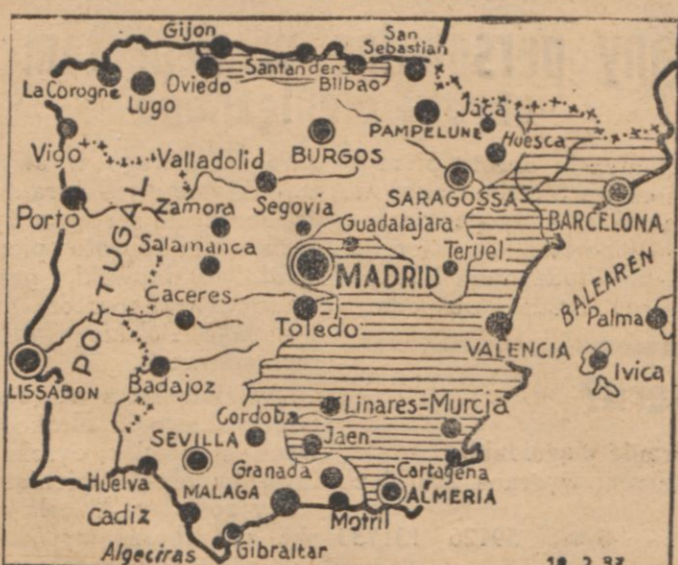 Gijon
San
Sebastian
La Corogne
Lugo
Oviedo
Santander
Bilbao
Vigo
Valladolid
BURGOS
PAMPELUNE
Jaca
Huesca
SARAGOSSA
BARCELONA
Porto
PORTUGAL
Zamora
Segovia
Guadalajara
Salamanca
MADRID
Teruel
BALEAREN
Palma
Caceres
Toledo
VALENCIA
Ivica
LISSABON
Badajoz
Cordoba
Linares=Murcia
SEVILLA
Jaen
Huelva
MALAGA
Granada
Cartagena
ALMERIA
Cadiz
Motril
Algeciras
Gibraltar